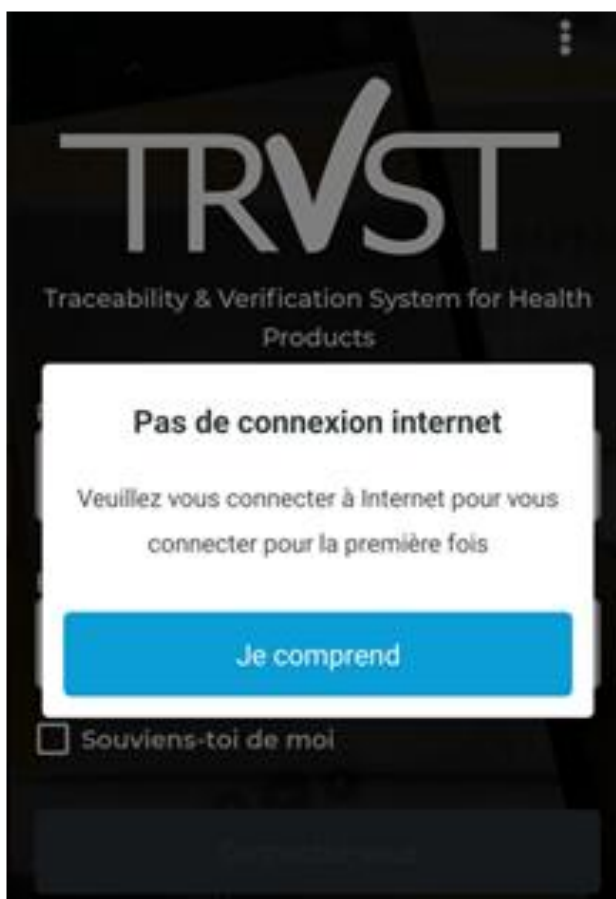 TRVST
Traceability & Verification System for Health
Products
Pas de connexion internet
Veuillez vous connecter à Internet pour vous
connecter pour la première fois
Je comprend
Souviens-toi de moi